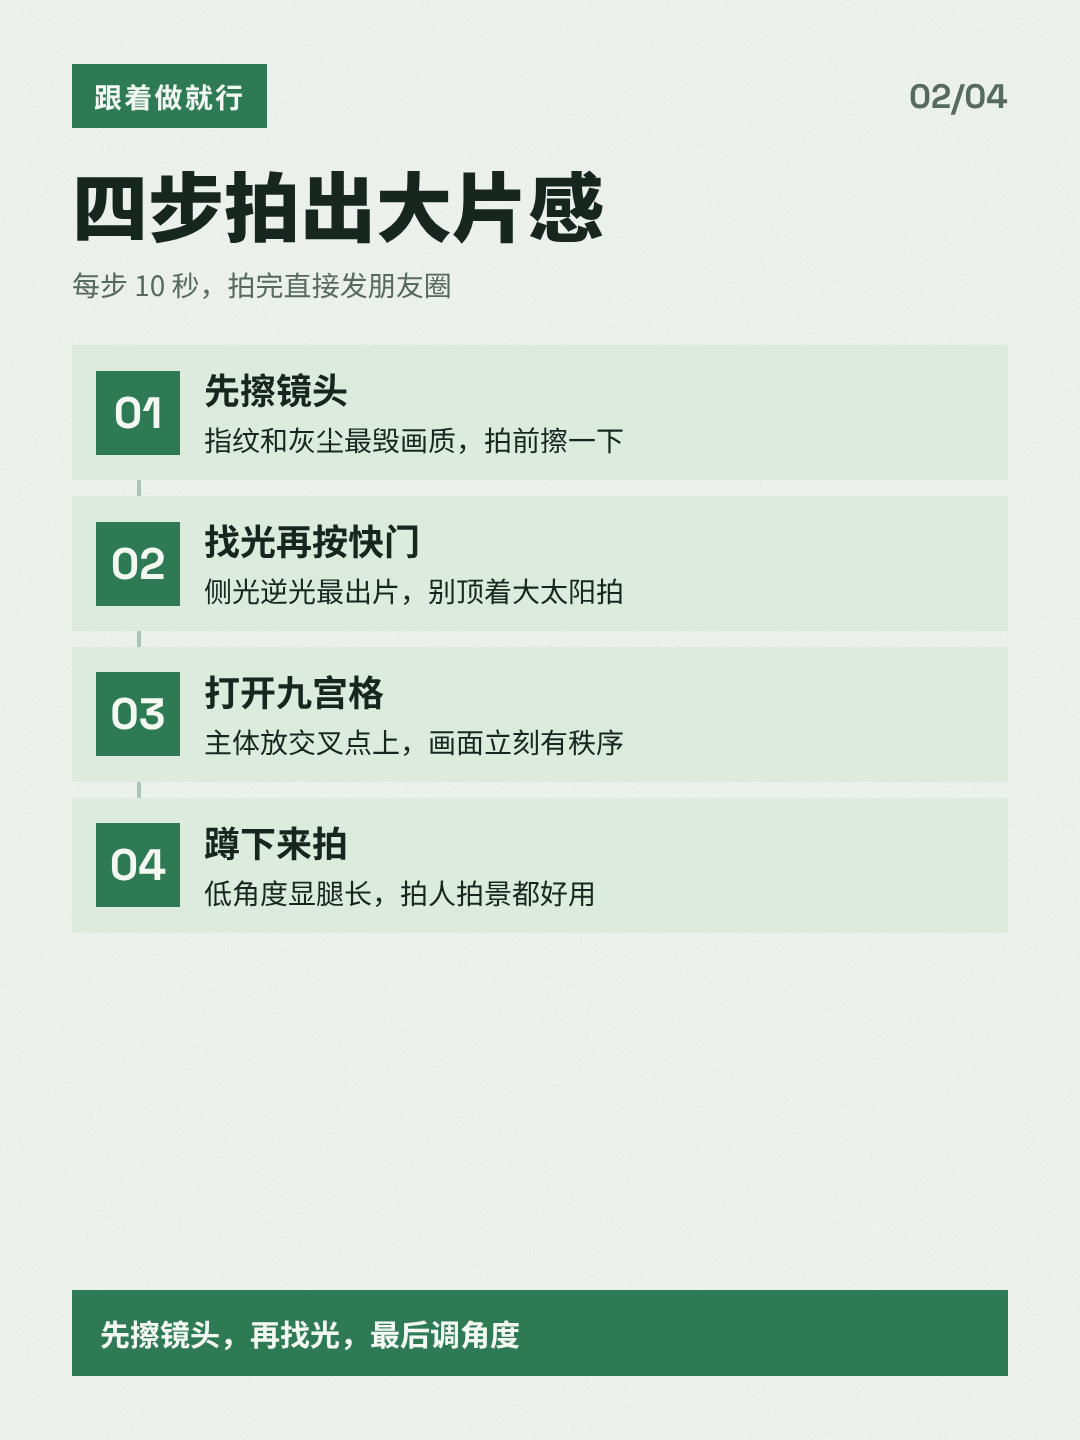 跟着做就行
02/04
四步拍出大片感
每步 10 秒，拍完直接发朋友圈
01
先擦镜头
指纹和灰尘最毁画质，拍前擦一下
02
找光再按快门
侧光逆光最出片，别顶着大太阳拍
03
打开九宫格
主体放交叉点上，画面立刻有秩序
04
蹲下来拍
低角度显腿长，拍人拍景都好用
先擦镜头，再找光，最后调角度